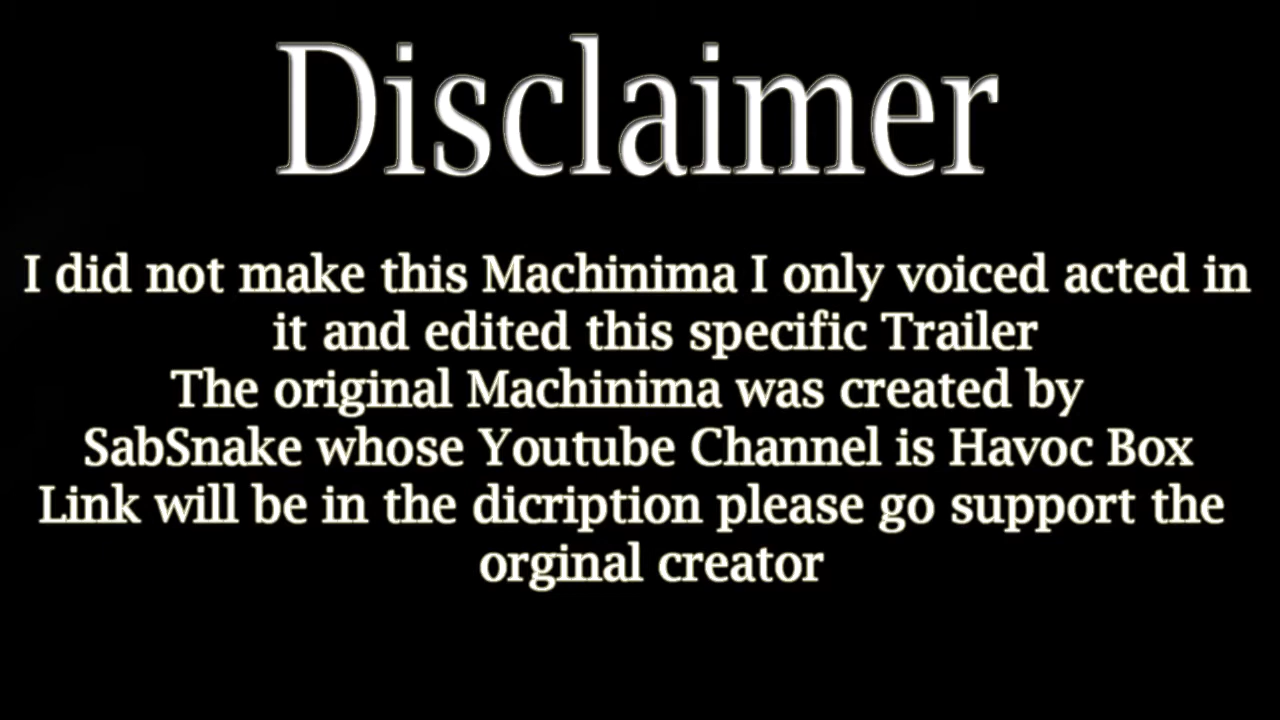 Disclaimer
I did not make this Machinima I only voiced acted in
it and edited this specific Trailer
The original Machinima was created by
SabSnake whose Youtube Channel is Havoc Box
Link will be in the dicription please go support the
orginal creator